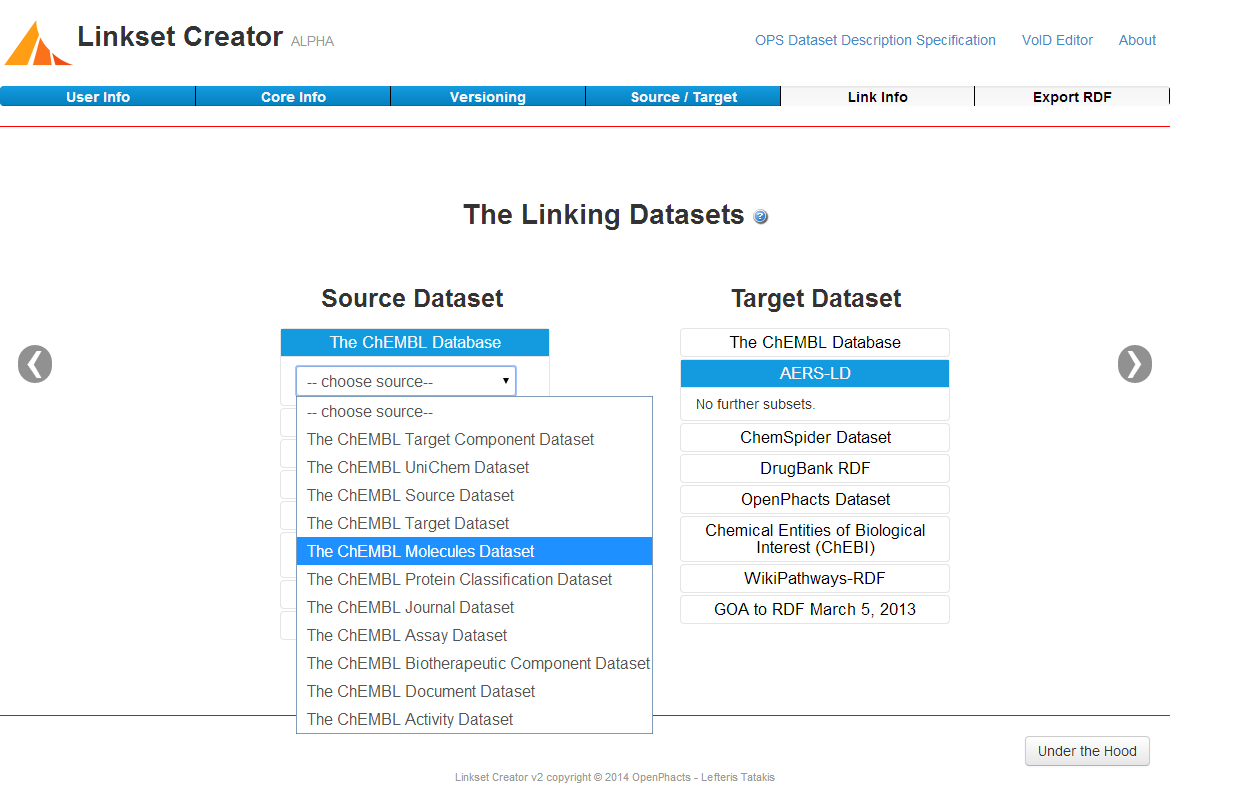 Linkset Creator ALPHA
OPS Dataset Description Specification VoID Editor About
User Info Core Info Versioning Source / Target Link Info Export RDF
The Linking Datasets ?
Source Dataset
The ChEMBL Database
-- choose source--
-- choose source--
The ChEMBL Target Component Dataset
The ChEMBL UniChem Dataset
The ChEMBL Source Dataset
The ChEMBL Target Dataset
The ChEMBL Molecules Dataset
The ChEMBL Protein Classification Dataset
The ChEMBL Journal Dataset
The ChEMBL Assay Dataset
The ChEMBL Biotherapeutic Component Dataset
The ChEMBL Document Dataset
The ChEMBL Activity Dataset
Target Dataset
The ChEMBL Database
AERS-LD
No further subsets.
ChemSpider Dataset
DrugBank RDF
OpenPhacts Dataset
Chemical Entities of Biological
Interest (ChEBI)
WikiPathways-RDF
GOA to RDF March 5, 2013
Under the Hood
Linkset Creator v2 copyright © 2014 OpenPhacts - Lefteris Tatakis